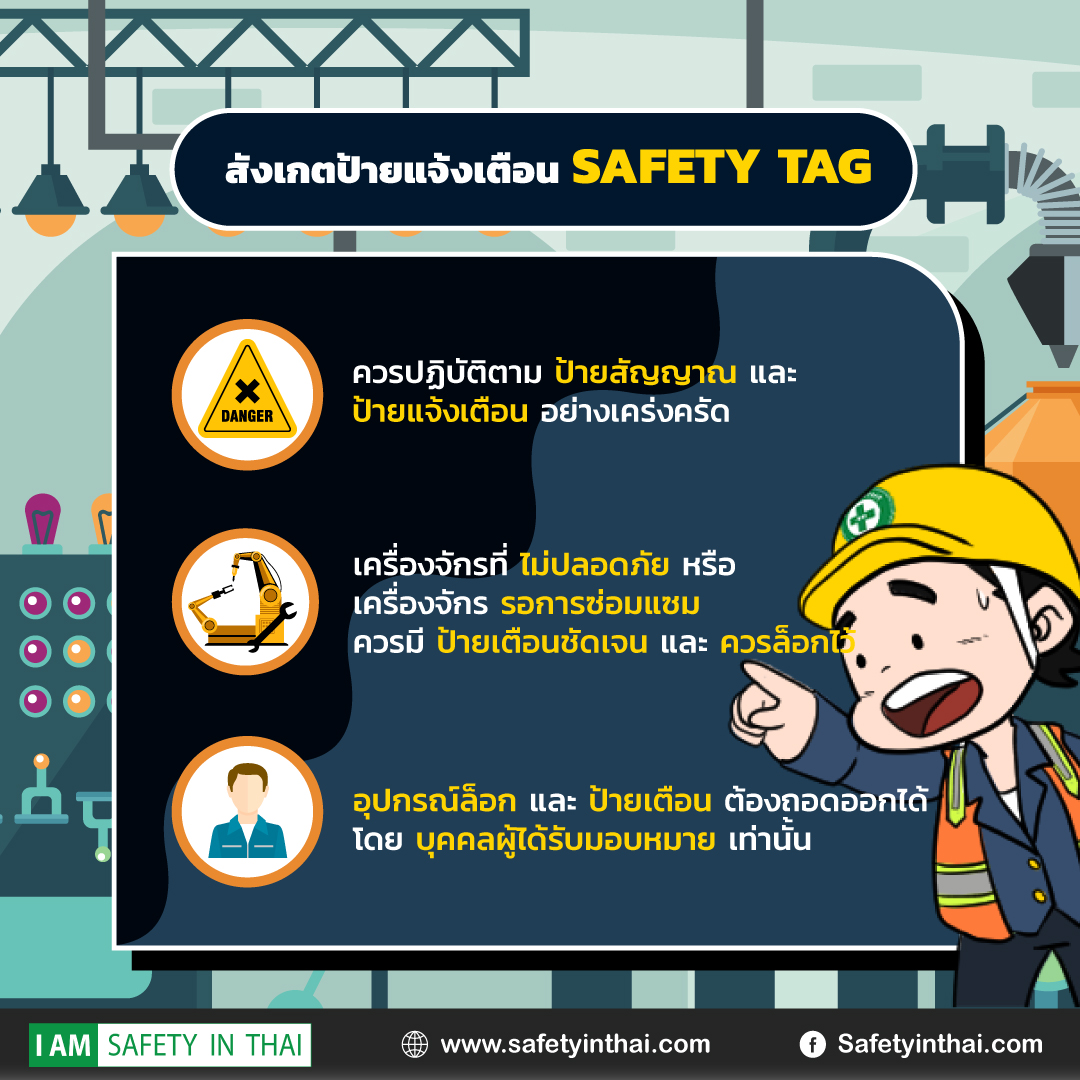 สังเกตป้ายแจ้งเตือน SAFETY TAG
DANGER
ควรปฏิบัติตาม ป้ายสัญญาณ และ
ป้ายแจ้งเตือน อย่างเคร่งครัด
เครื่องจักรที่ ไม่ปลอดภัย หรือ
เครื่องจักร รอการซ่อมแซม
ควรมี ป้ายเตือนชัดเจน และ ควรล็อกไว้
อุปกรณ์ล็อก และ ป้ายเตือน ต้องถอดออกได้
โดย บุคคลผู้ได้รับมอบหมาย เท่านั้น
I AM SAFETY IN THAI
www.safetyinthai.com
Safetyinthai.com